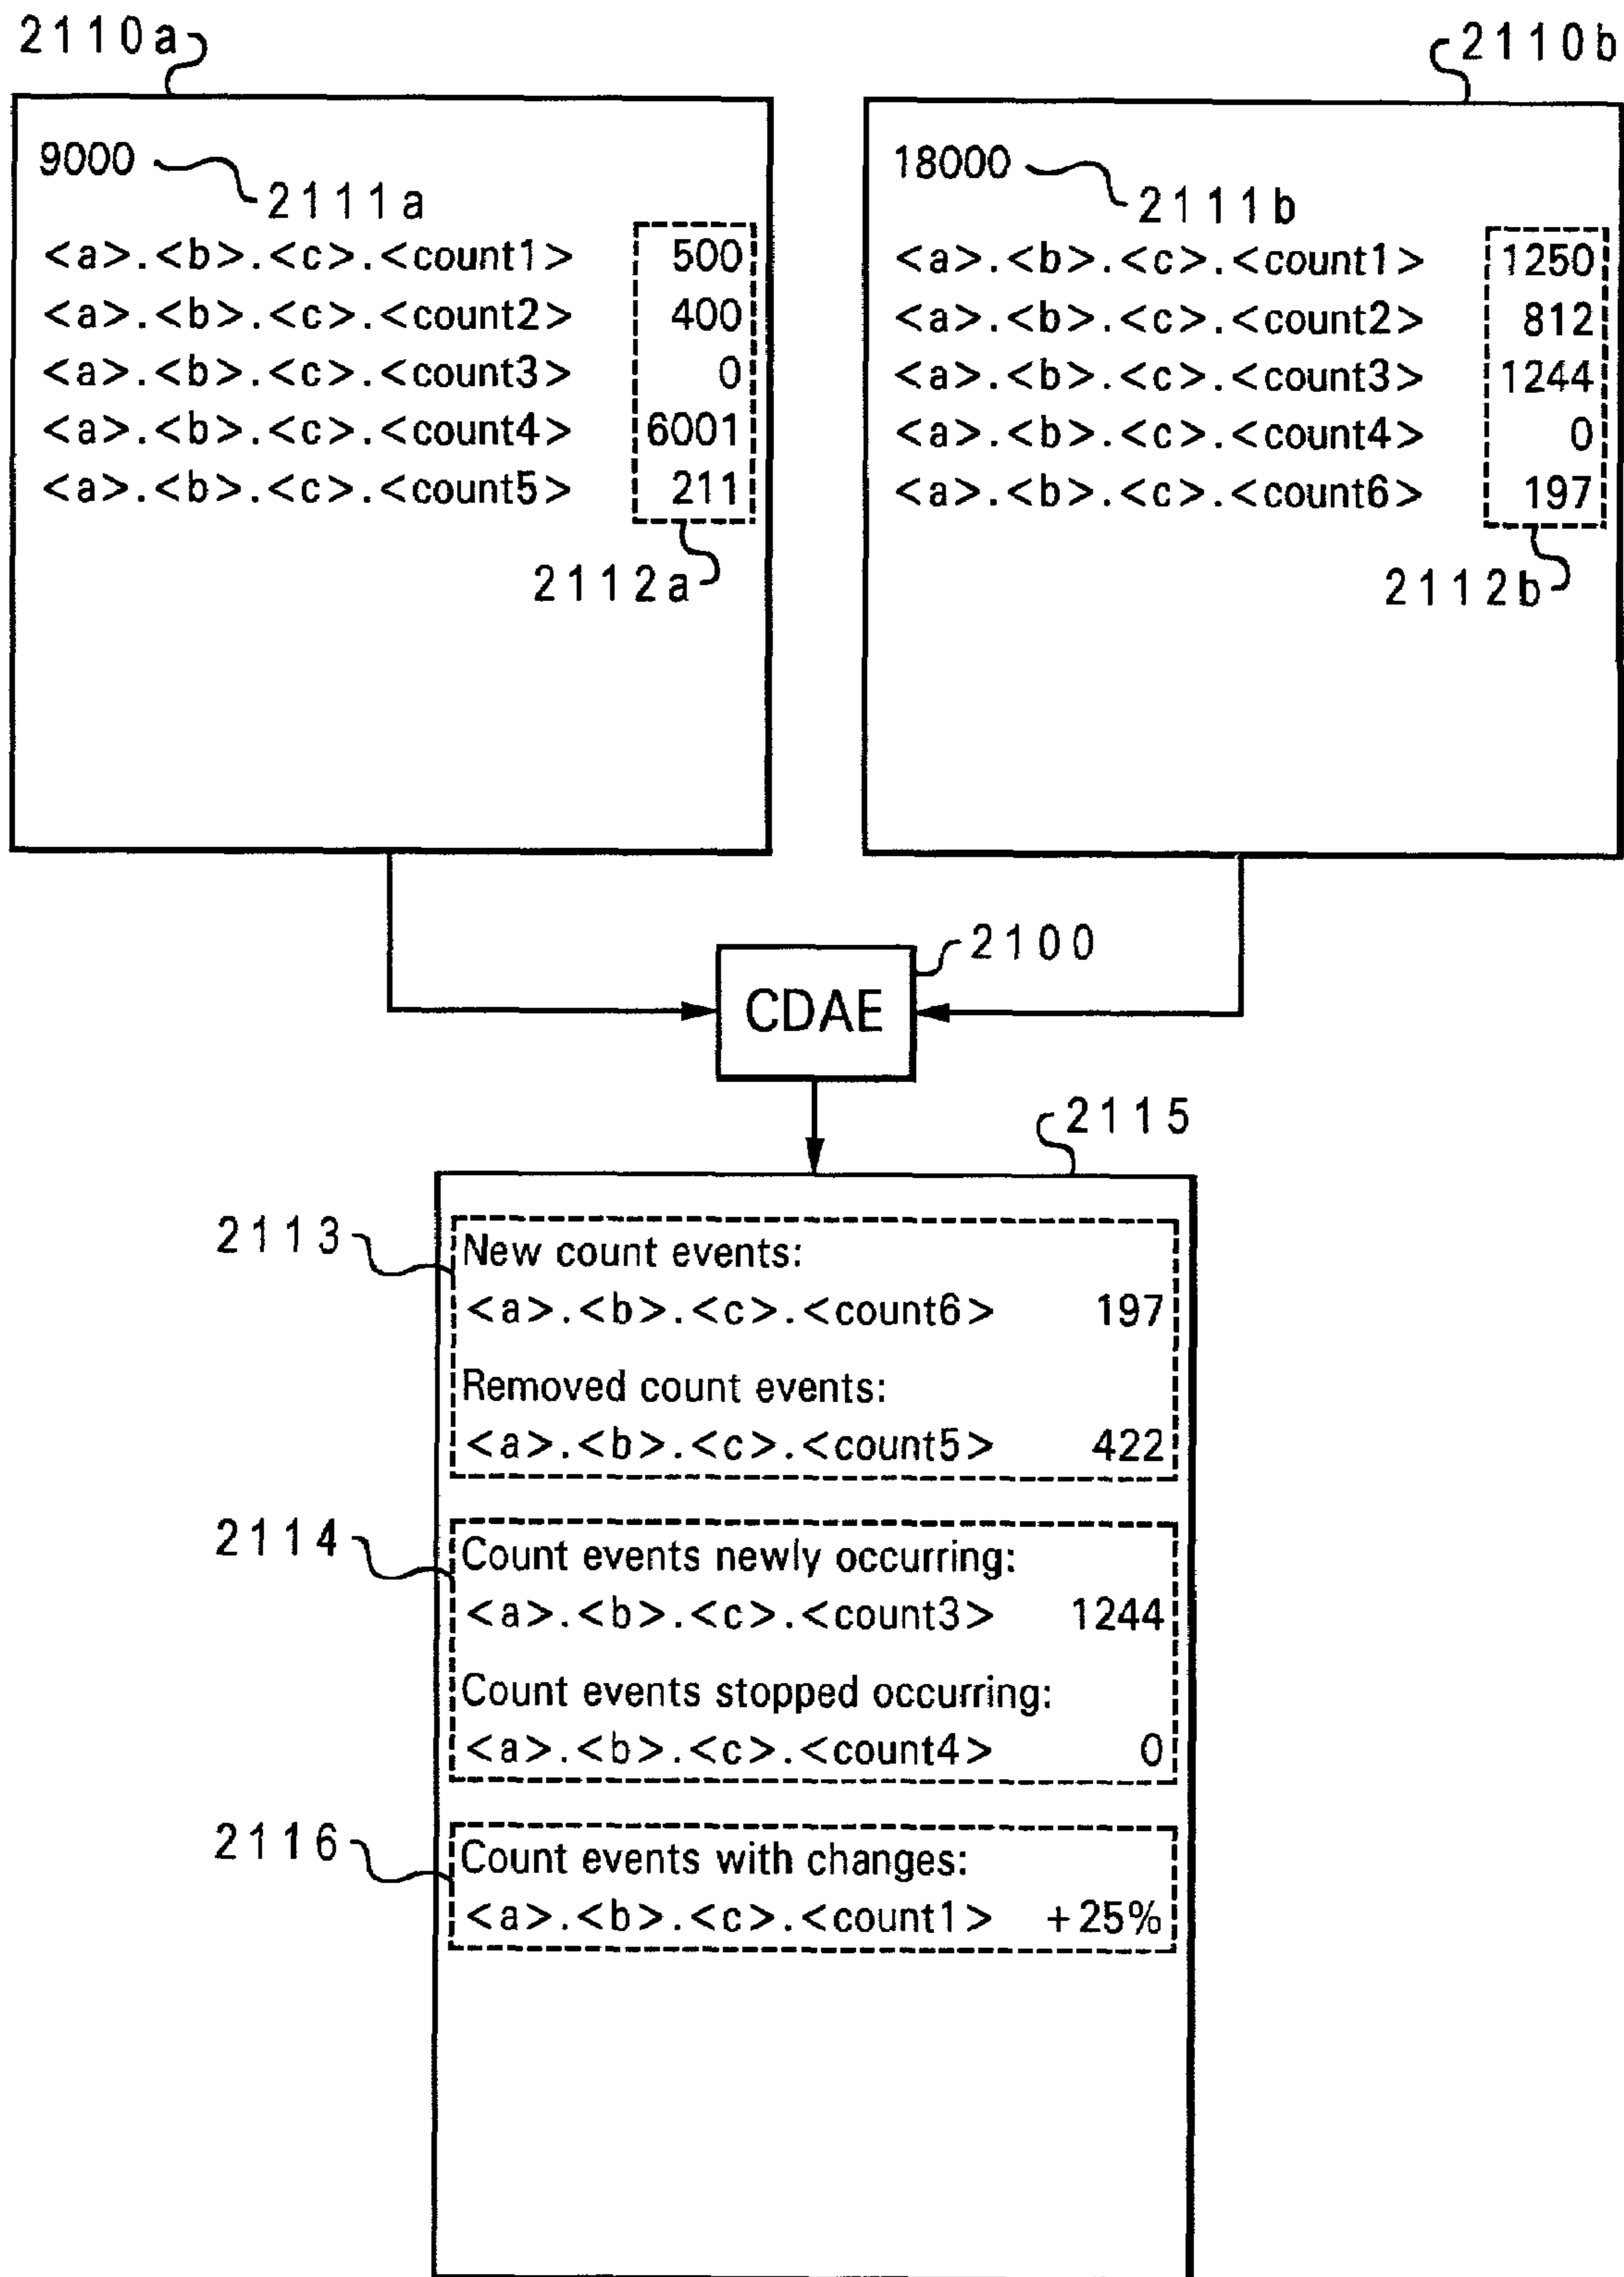 2110a
9000
2111a
<a>.<b>.<c>.<count1> 500
<a>.<b>.<c>.<count2> 400
<a>.<b>.<c>.<count3> 0
<a>.<b>.<c>.<count4> 6001
<a>.<b>.<c>.<count5> 211
2112a
2110b
18000
2111b
<a>.<b>.<c>.<count1> 1250
<a>.<b>.<c>.<count2> 812
<a>.<b>.<c>.<count3> 1244
<a>.<b>.<c>.<count4> 0
<a>.<b>.<c>.<count6> 197
2112b
2100
CDAE
2115
2113
New count events:
<a>.<b>.<c>.<count6> 197
Removed count events:
<a>.<b>.<c>.<count5> 422
2114
Count events newly occurring:
<a>.<b>.<c>.<count3> 1244
Count events stopped occurring:
<a>.<b>.<c>.<count4> 0
2116
Count events with changes:
<a>.<b>.<c>.<count1> +25%